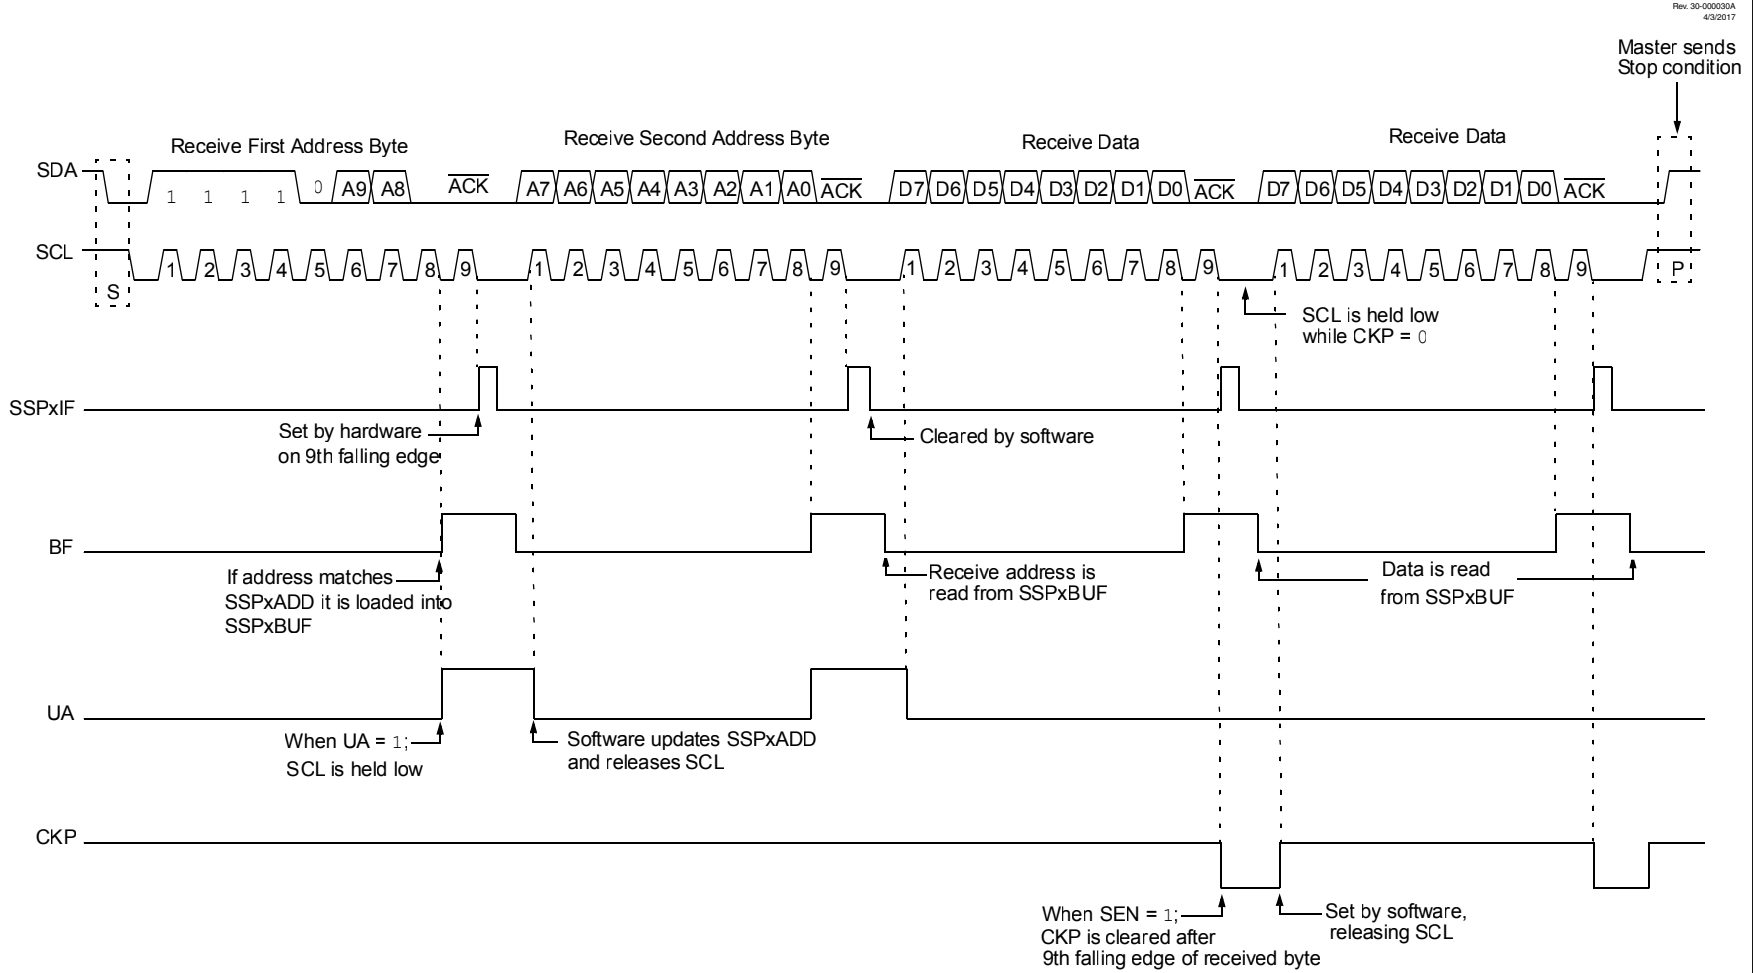 Rev. 30-000030A
4/3/2017
Master sends
Stop condition
Receive First Address Byte
Receive Second Address Byte
Receive Data
Receive Data
SDA
1 1 1 1 0 A9 A8 ACK A7 A6 A5 A4 A3 A2 A1 A0 ACK D7 D6 D5 D4 D3 D2 D1 D0 ACK D7 D6 D5 D4 D3 D2 D1 D0 ACK
SCL
S 1 2 3 4 5 6 7 8 9 1 2 3 4 5 6 7 8 9 1 2 3 4 5 6 7 8 9 1 2 3 4 5 6 7 8 9 P
SCL is held low
while CKP = 0
SSPxIF
Set by hardware
on 9th falling edge
Cleared by software
BF
If address matches
SSPxADD it is loaded into
SSPxBUF
Receive address is
read from SSPxBUF
Data is read
from SSPxBUF
UA
When UA = 1;
SCL is held low
Software updates SSPxADD
and releases SCL
CKP
When SEN = 1;
CKP is cleared after
9th falling edge of received byte
Set by software,
releasing SCL